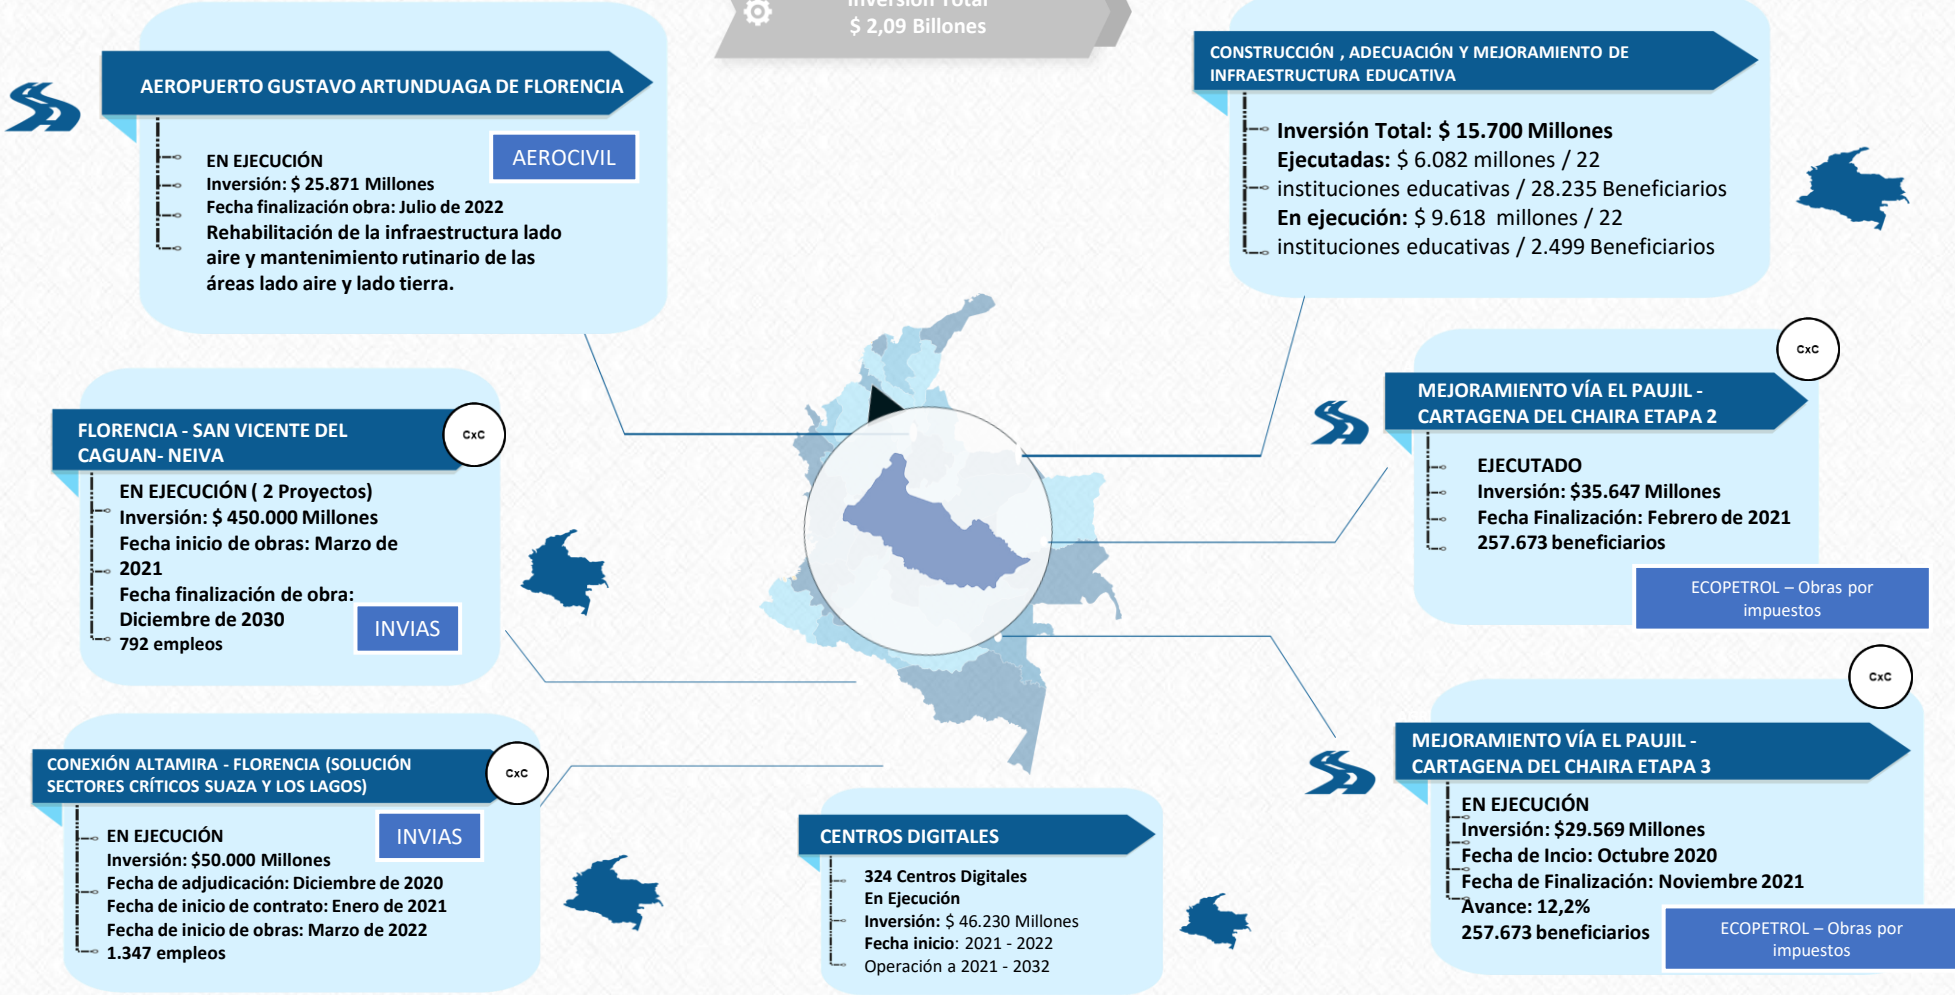 Inversión Total
$ 2,09 Billones
AEROPUERTO GUSTAVO ARTUNDUAGA DE FLORENCIA
AEROCIVIL
EN EJECUCIÓN
Inversión: $ 25.871 Millones
Fecha finalización obra: Julio de 2022
Rehabilitación de la infraestructura lado
aire y mantenimiento rutinario de las
áreas lado aire y lado tierra.
CONSTRUCCIÓN , ADECUACIÓN Y MEJORAMIENTO DE
INFRAESTRUCTURA EDUCATIVA
Inversión Total: $ 15.700 Millones
Ejecutadas: $ 6.082 millones / 22
instituciones educativas / 28.235 Beneficiarios
En ejecución: $ 9.618 millones / 22
instituciones educativas / 2.499 Beneficiarios
FLORENCIA - SAN VICENTE DEL
CAGUAN- NEIVA
CxC
EN EJECUCIÓN ( 2 Proyectos)
Inversión: $ 450.000 Millones
Fecha inicio de obras: Marzo de
2021
Fecha finalización de obra:
Diciembre de 2030
792 empleos
INVIAS
CxC
MEJORAMIENTO VÍA EL PAUJIL -
CARTAGENA DEL CHAIRA ETAPA 2
EJECUTADO
Inversión: $35.647 Millones
Fecha Finalización: Febrero de 2021
257.673 beneficiarios
ECOPETROL – Obras por
impuestos
CONEXIÓN ALTAMIRA - FLORENCIA (SOLUCIÓN
SECTORES CRÍTICOS SUAZA Y LOS LAGOS)
CxC
INVIAS
EN EJECUCIÓN
Inversión: $50.000 Millones
Fecha de adjudicación: Diciembre de 2020
Fecha de inicio de contrato: Enero de 2021
Fecha de inicio de obras: Marzo de 2022
1.347 empleos
CENTROS DIGITALES
324 Centros Digitales
En Ejecución
Inversión: $ 46.230 Millones
Fecha inicio: 2021 - 2022
Operación a 2021 - 2032
CxC
MEJORAMIENTO VÍA EL PAUJIL -
CARTAGENA DEL CHAIRA ETAPA 3
EN EJECUCIÓN
Inversión: $29.569 Millones
Fecha de Incio: Octubre 2020
Fecha de Finalización: Noviembre 2021
Avance: 12,2%
257.673 beneficiarios
ECOPETROL – Obras por
impuestos